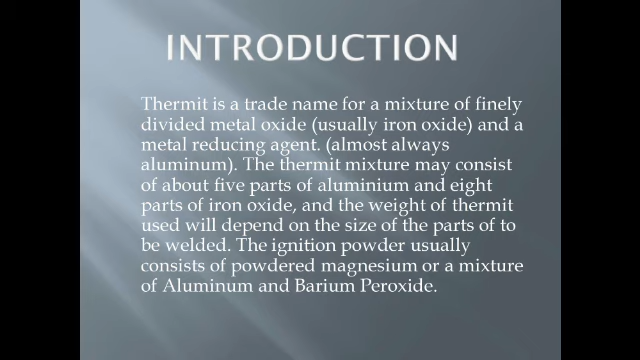 INTRODUCTION
Thermit is a trade name for a mixture of finely
divided metal oxide (usually iron oxide) and a
metal reducing agent. (almost always
aluminum). The thermit mixture may consist
of about five parts of aluminium and eight
parts of iron oxide, and the weight of thermit
used will depend on the size of the parts of to
be welded. The ignition powder usually
consists of powdered magnesium or a mixture
of Aluminum and Barium Peroxide.